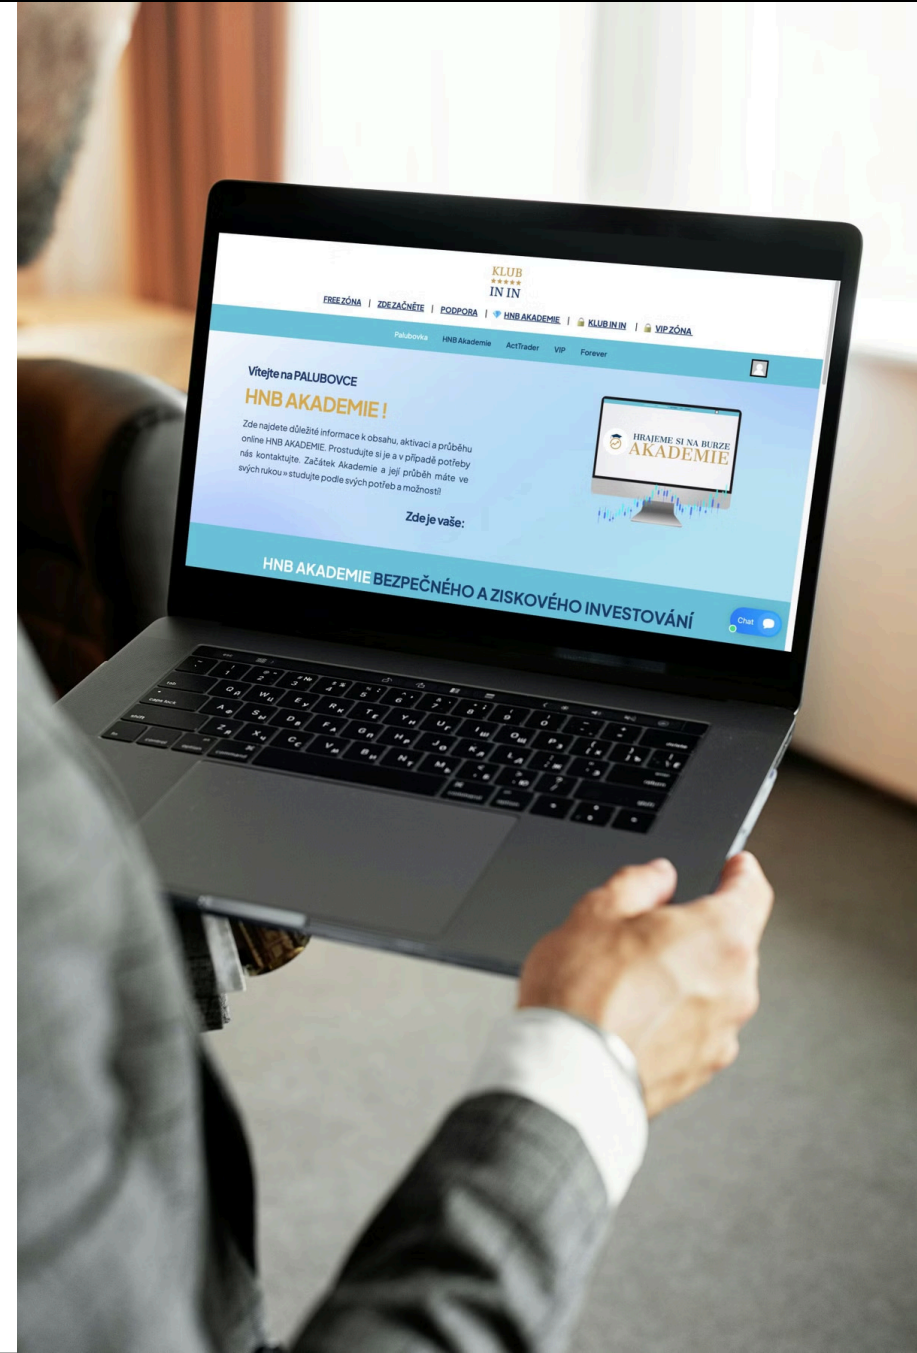 KLUB
IN IN
FREE ZÓNA | ZDE ZAČNĚTE | PODPORA | HNB AKADEMIE | KLUB IN IN | VIP ZÓNA
Palubovka HNB Akademie ActTrader VIP Forever
Vítejte na PALUBOVCE
HNB AKADEMIE !
Zde najdete důležité informace k obsahu, aktivaci a průběhu
online HNB AKADEMIE. Prostudujte si je a v případě potřeby
nás kontaktujte. Začátek Akademie a její průběh máte ve
svých rukou » studujte podle svých potřeb a možností!
Zde je vaše:
HRAJEME SI NA BURZE
AKADEMIE
HNB AKADEMIE BEZPEČNÉHO A ZISKOVÉHO INVESTOVÁNÍ
Chat